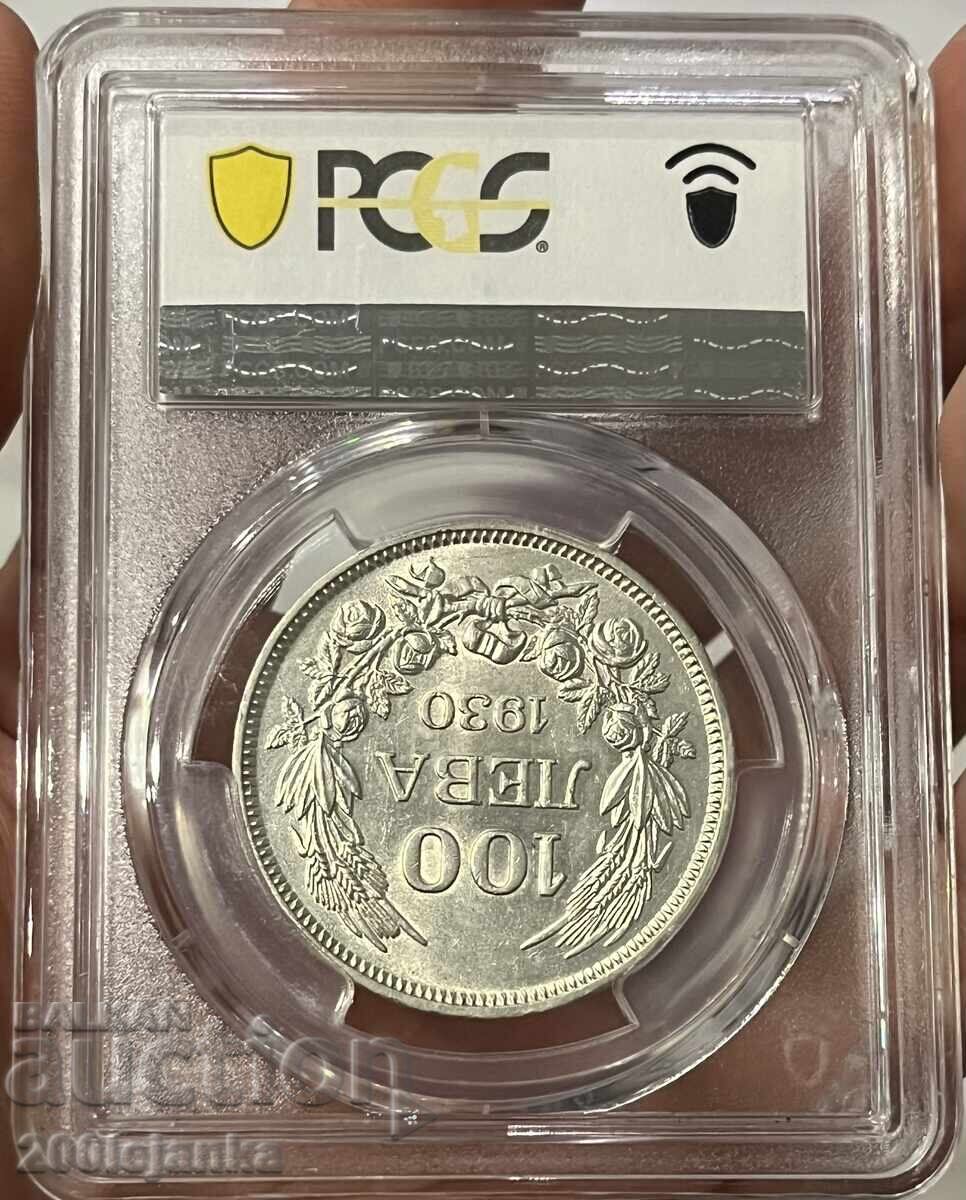 PCGS®
100
ЛЕВА
1930
BALKAN
auction
2001gjanka